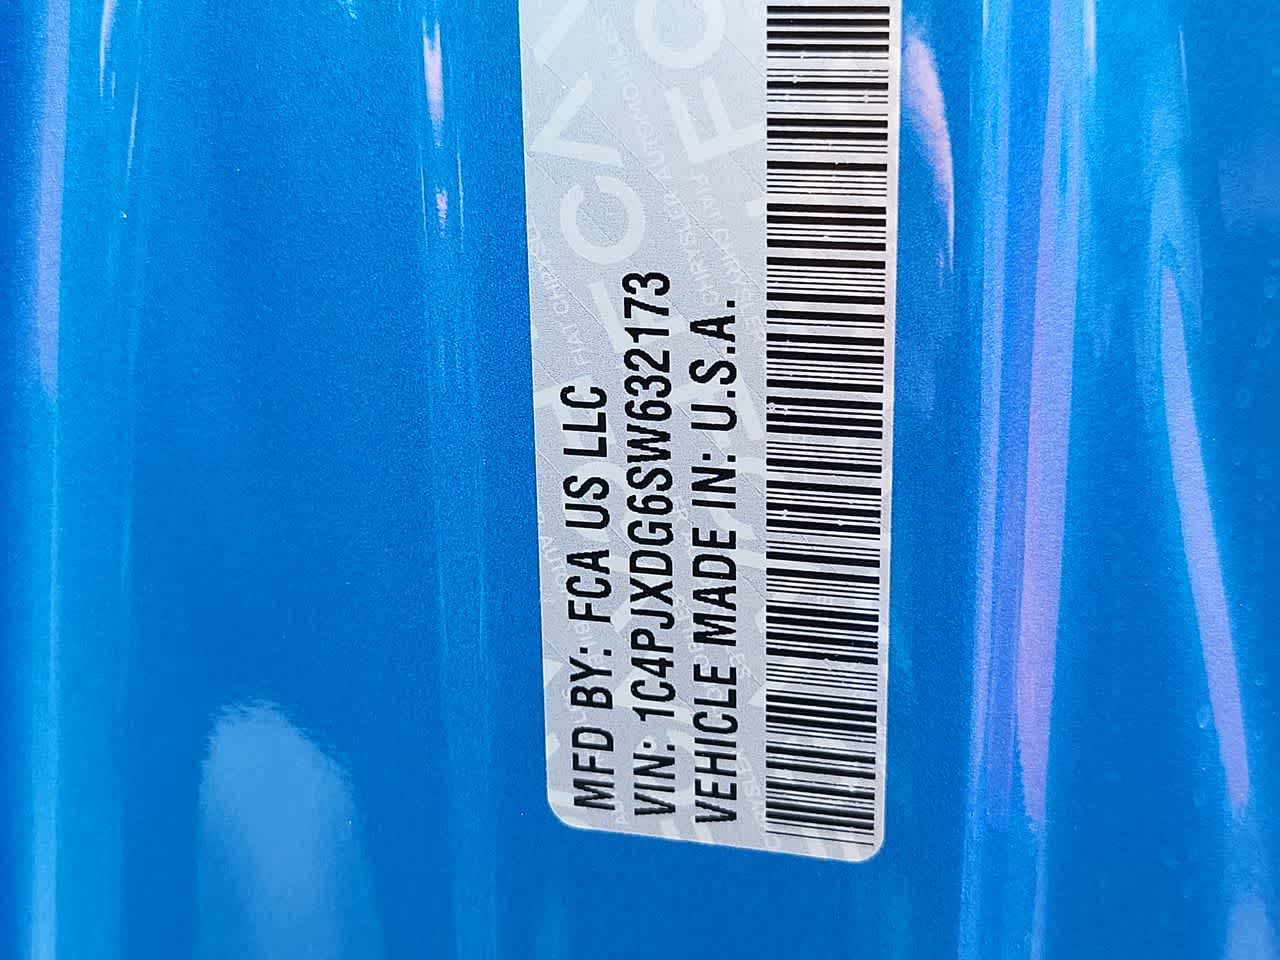 MFD BY: FCA US LLC
VIN: 1C4PJXDG6SW632173
VEHICLE MADE IN: U.S.A.